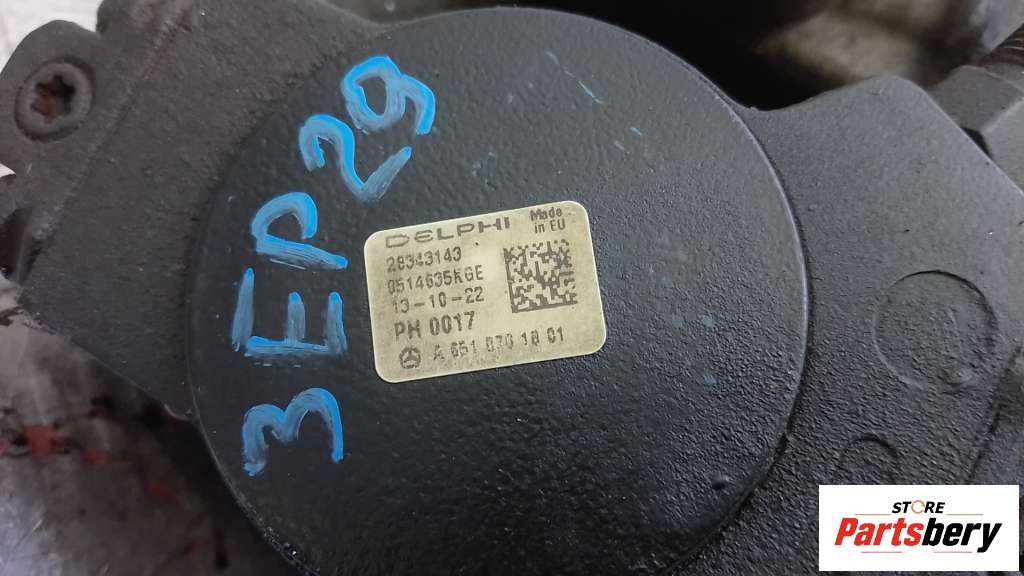 3EP29
DELPHI
Made
in EU
28343143
0514635KGE
13-10-22
PH 0017
A 651 070 18 01
STORE
Partsbery